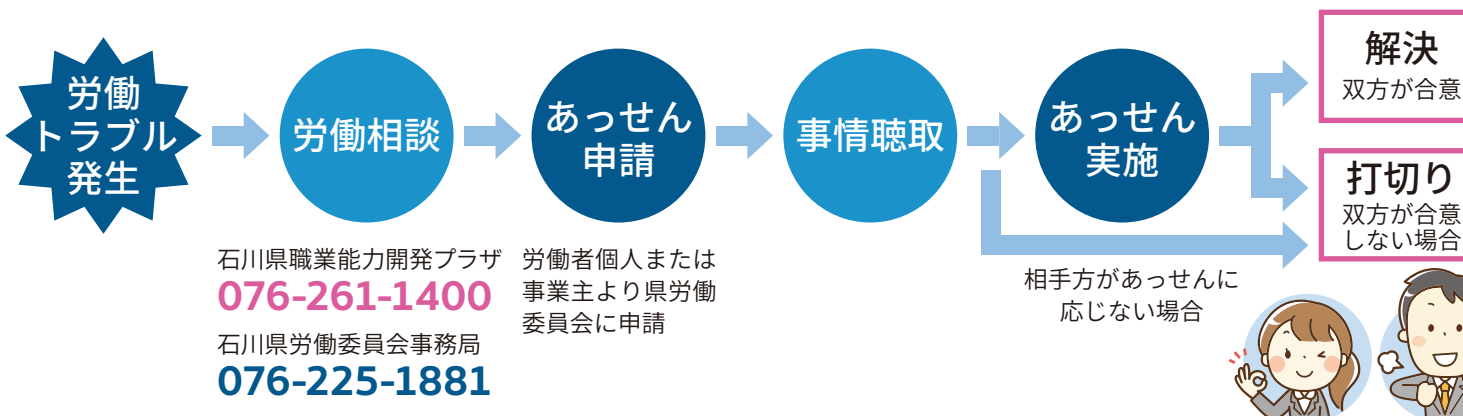 労働
トラブル
発生
労働相談
石川県職業能力開発プラザ
076-261-1400
石川県労働委員会事務局
076-225-1881
あっせん
申請
労働者個人または
事業主より県労働
委員会に申請
事情聴取
あっせん
実施
相手方があっせんに
応じない場合
解決
双方が合意
打切り
双方が合意
しない場合